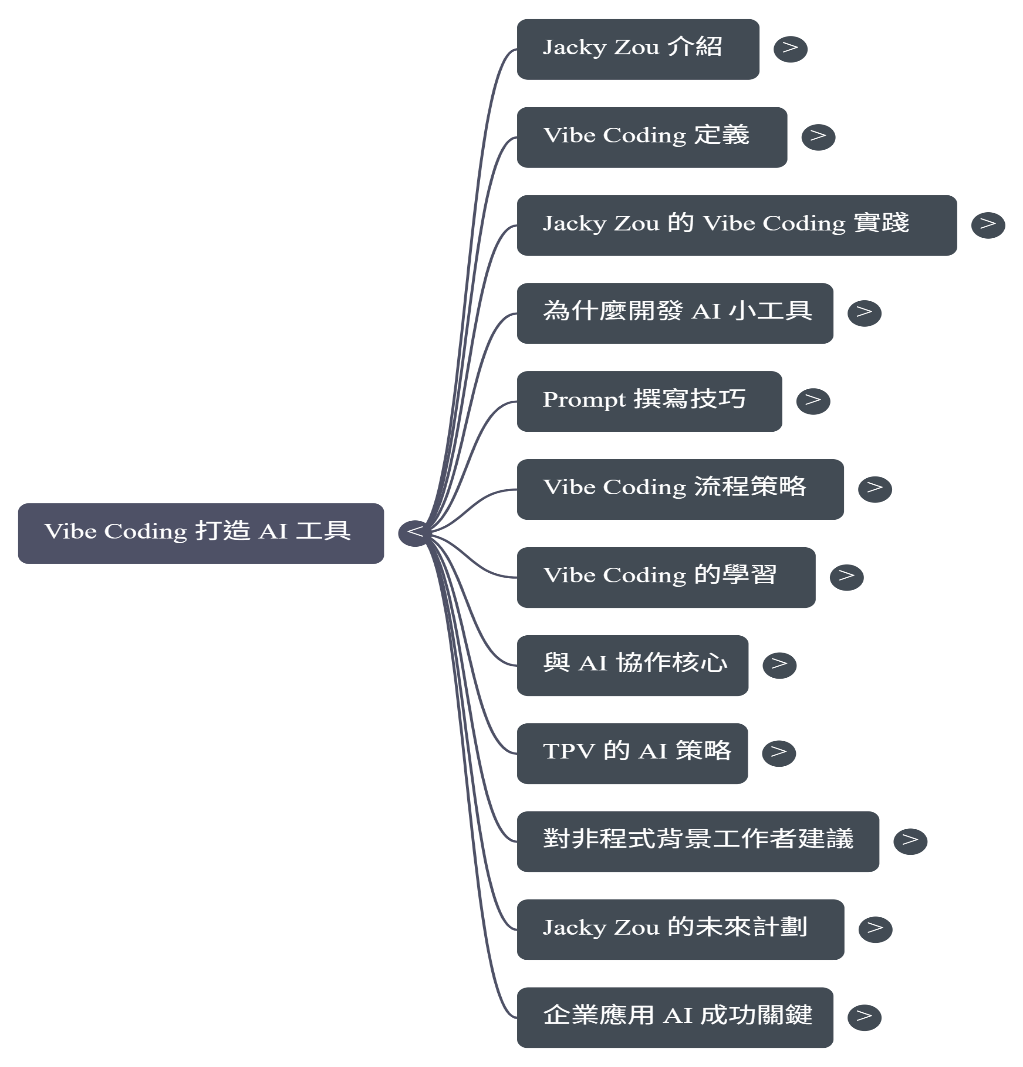 Jacky Zou 介紹
>
Vibe Coding 定義
>
Jacky Zou 的 Vibe Coding 實踐
>
為什麼開發 AI 小工具
>
Prompt 撰寫技巧
>
Vibe Coding 流程策略
>
Vibe Coding 打造 AI 工具
<
Vibe Coding 的學習
>
與 AI 協作核心
>
TPV 的 AI 策略
>
對非程式背景工作者建議
>
Jacky Zou 的未來計劃
>
企業應用 AI 成功關鍵
>